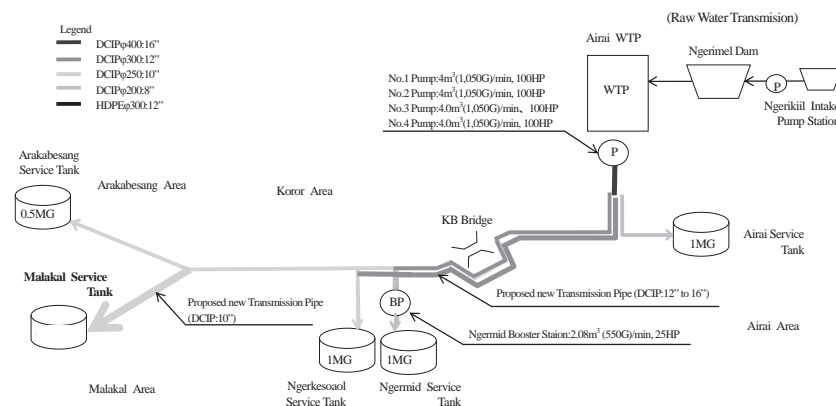 (Raw Water Transmision)
Legend
DCIPφ400:16”
DCIPφ300:12”
DCIPφ250:10”
DCIPφ200:8”
HDPEφ300:12”
Airai WTP
Ngerimel Dam
WTP
P
Ngerikiil Intake
Pump Station
No.1 Pump:4m³(1,050G)/min, 100HP
No.2 Pump:4m³(1,050G)/min, 100HP
No.3 Pump:4.0m³(1,050G)/min、100HP
No.4 Pump:4.0m³(1,050G)/min, 100HP
P
Arakabesang
Service Tank
0.5MG
Arakabesang Area
Koror Area
KB Bridge
1MG
Airai Service
Tank
Malakal Service
Tank
Proposed new Transmission Pipe
(DCIP:10”)
BP
Proposed new Transmission Pipe (DCIP:12” to 16”)
Ngermid Booster Staion:2.08m³ (550G)/min, 25HP
Airai Area
1MG
1MG
Ngerkesoaol
Service Tank
Ngermid Service
Tank
Malakal Area